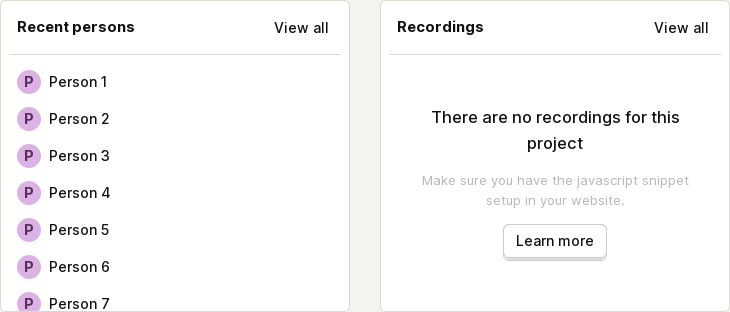 Recent persons
View all
P Person 1
P Person 2
P Person 3
P Person 4
P Person 5
P Person 6
P Person 7
Recordings
View all
There are no recordings for this
project
Make sure you have the javascript snippet
setup in your website.
Learn more